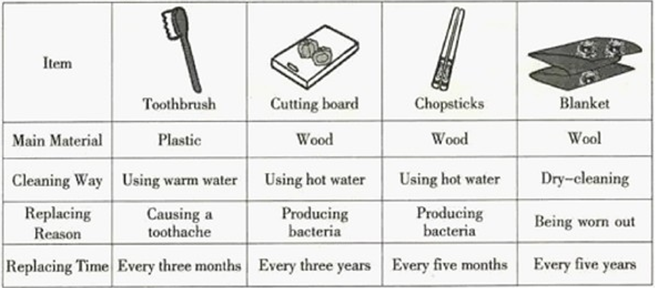 Item
Toothbrush
Cutting board
Chopsticks
Blanket
Main Material
Plastic
Wood
Wood
Wool
Cleaning Way
Using warm water
Using hot water
Using hot water
Dry-cleaning
Replacing
Reason
Causing a
toothache
Producing
bacteria
Producing
bacteria
Being worn out
Replacing Time
Every three months
Every three years
Every five months
Every five years